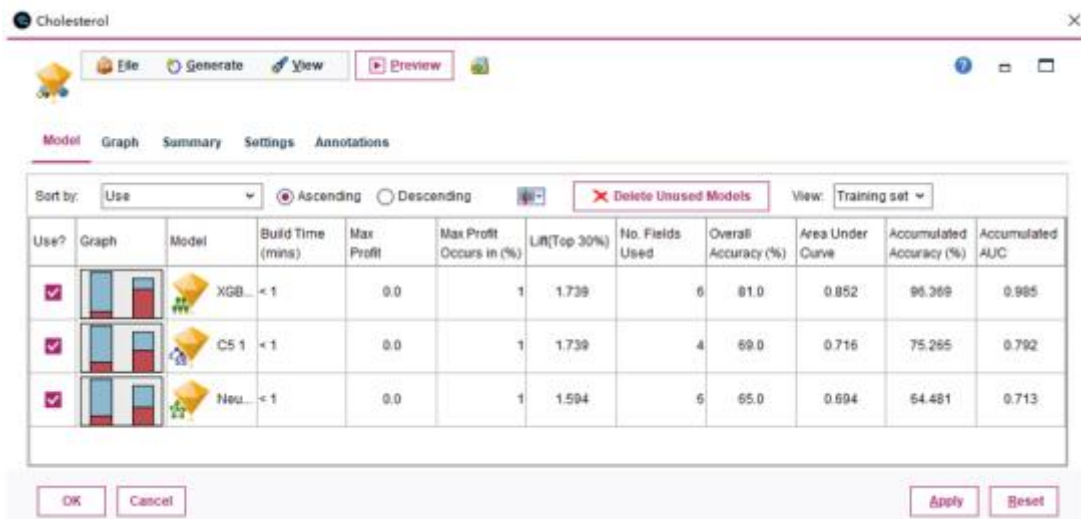 Cholesterol
File Generate View Preview
Model Graph Summary Settings Annotations
Sort by: Use Ascending Descending Delete Unused Models View: Training set
Use? Graph Model Build Time (mins) Max Profit Max Profit Occurs in (%) Lift(Top 30%) No. Fields Used Overall Accuracy (%) Area Under Curve Accumulated Accuracy (%) Accumulated AUC
XGB... < 1 0.0 1 1.739 6 81.0 0.852 96.369 0.985
C5 1 < 1 0.0 1 1.739 4 69.0 0.716 75.265 0.792
Neu... < 1 0.0 1 1.594 65.0 0.694 64.481 0.713
OK Cancel Apply Reset